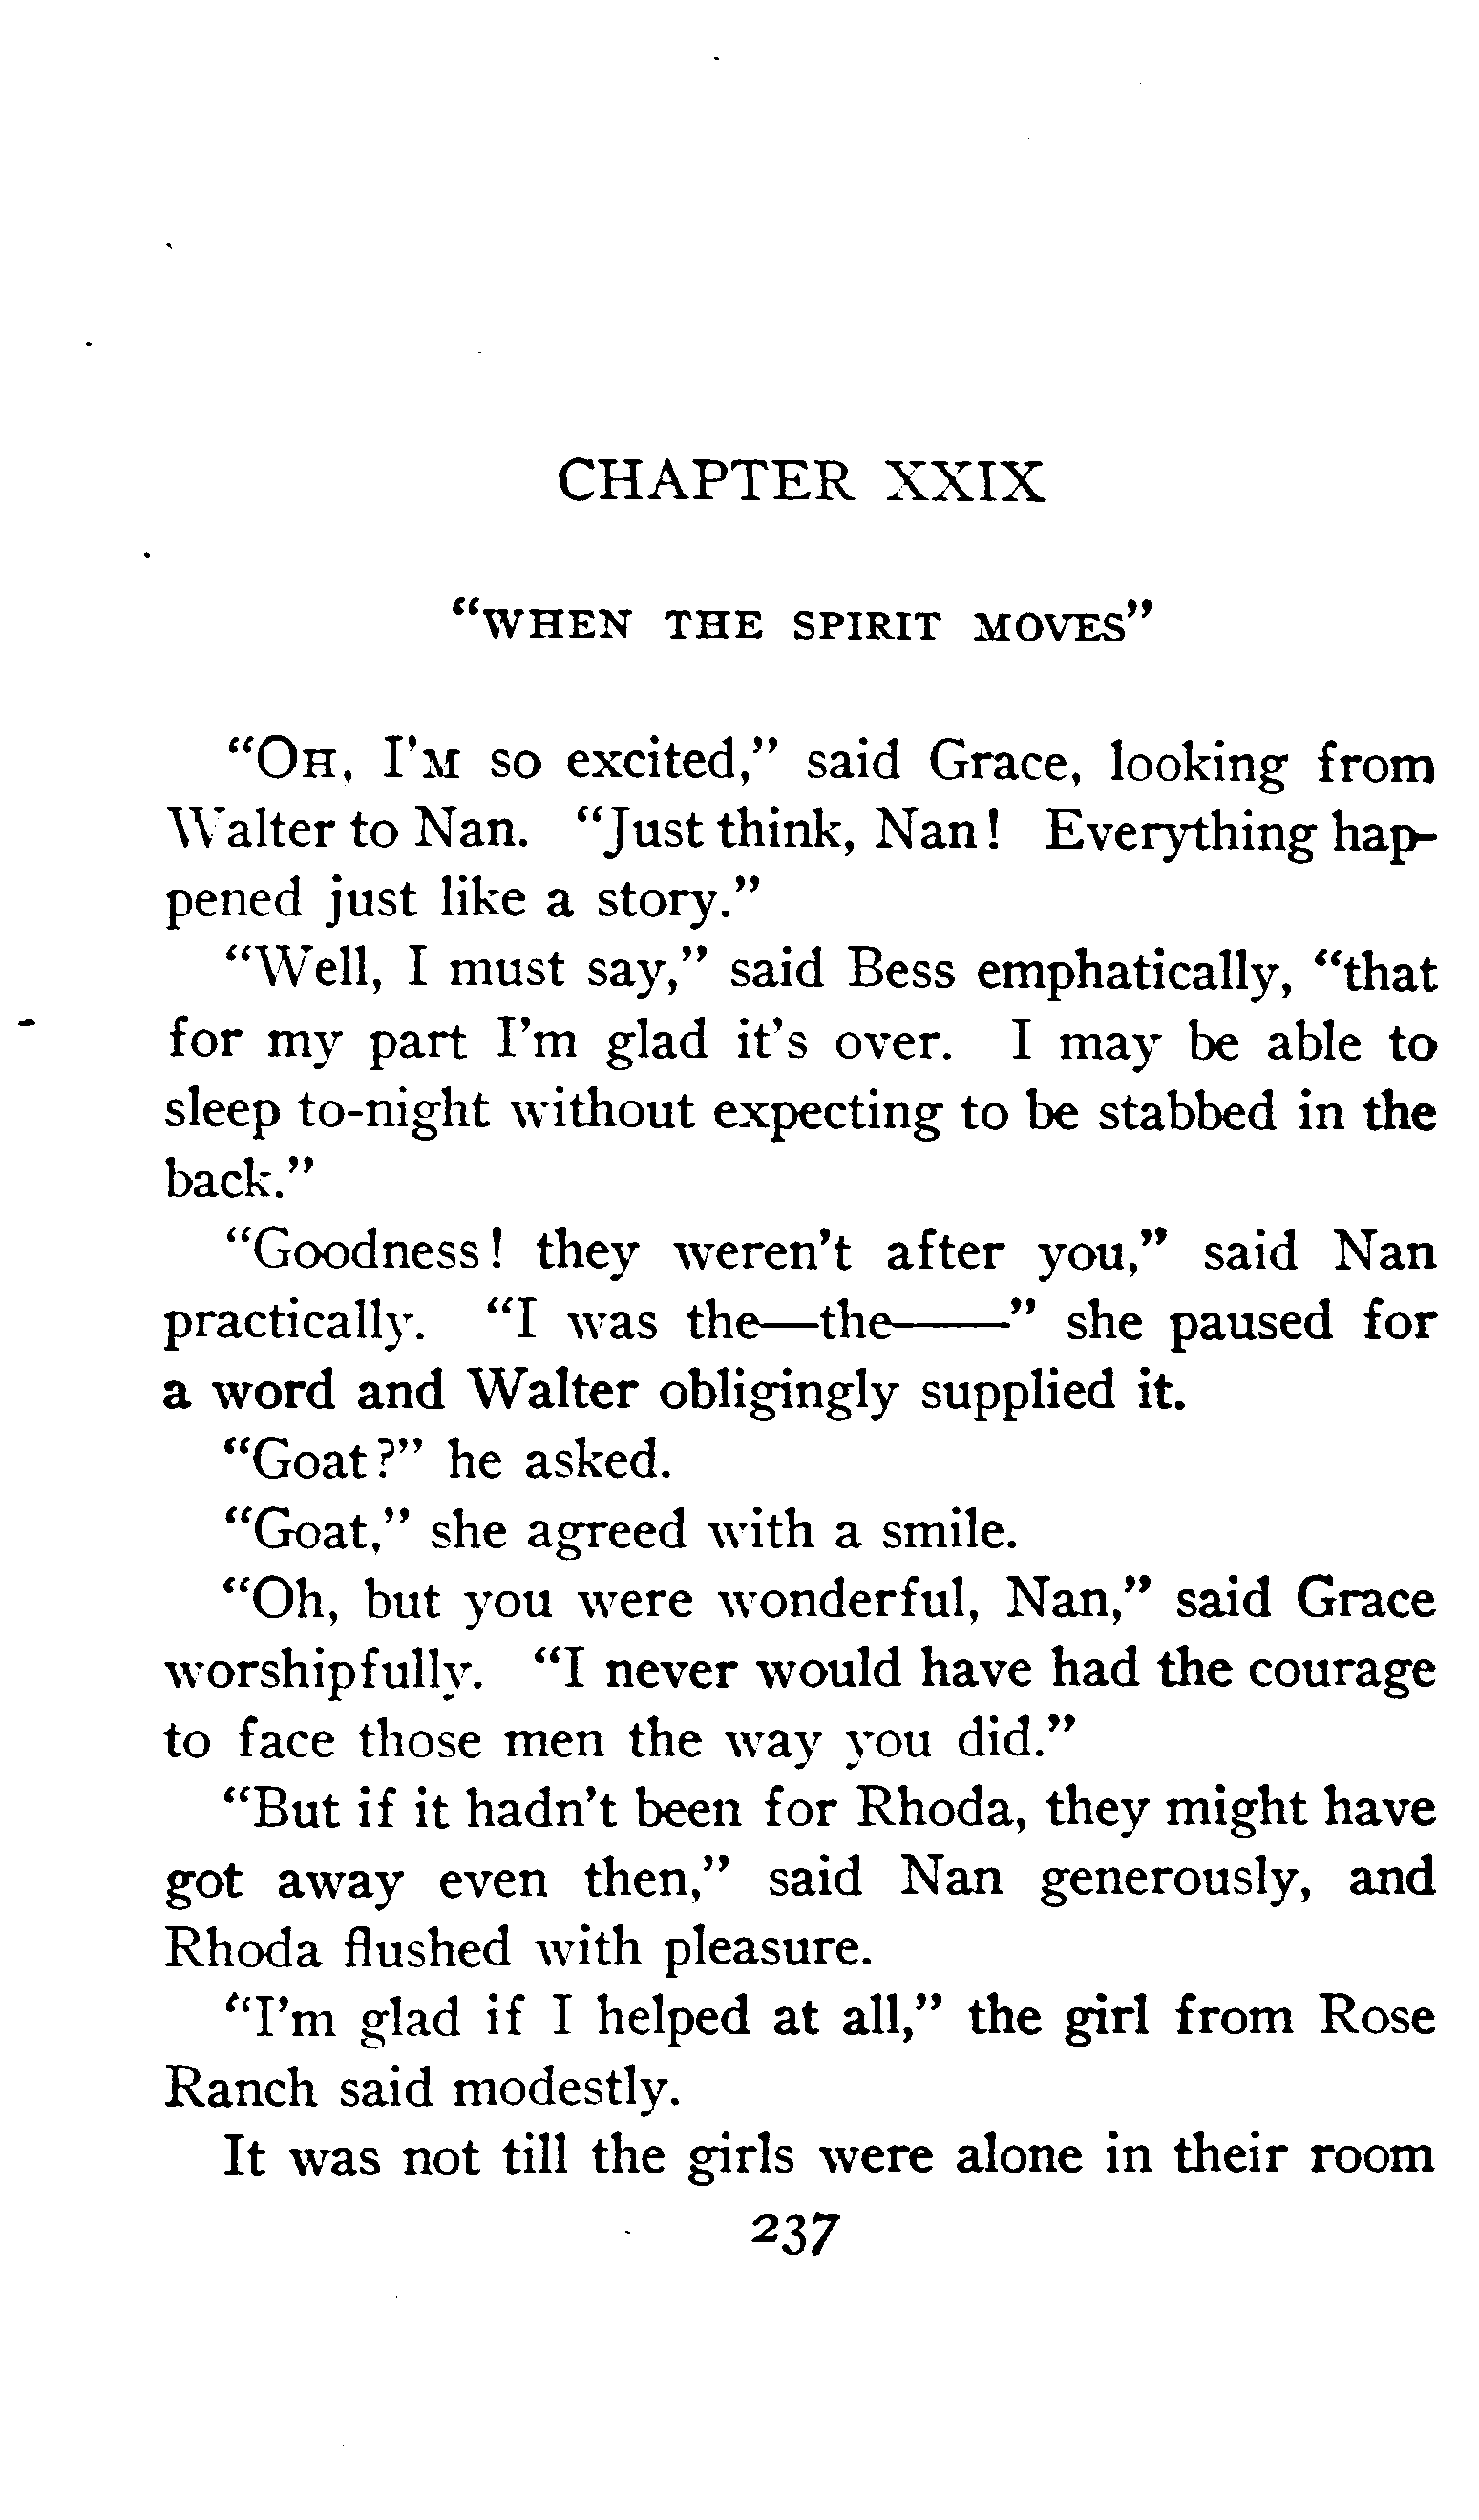 CHAPTER XXIX
"WHEN THE SPIRIT MOVES"
"OH, I'M so excited," said Grace, looking from
Walter to Nan. "Just think, Nan! Everything hap-
pened just like a story."
"Well, I must say," said Bess emphatically, "that
for my part I'm glad it's over. I may be able to
sleep to-night without expecting to be stabbed in the
back."
"Goodness! they weren't after you," said Nan
practically. "I was the—the——" she paused for
a word and Walter obligingly supplied it.
"Goat?" he asked.
"Goat," she agreed with a smile.
"Oh, but you were wonderful, Nan," said Grace
worshipfully. "I never would have had the courage
to face those men the way you did."
"But if it hadn't been for Rhoda, they might have
got away even then," said Nan generously, and
Rhoda flushed with pleasure.
"I'm glad if I helped at all," the girl from Rose
Ranch said modestly.
It was not till the girls were alone in their room
237